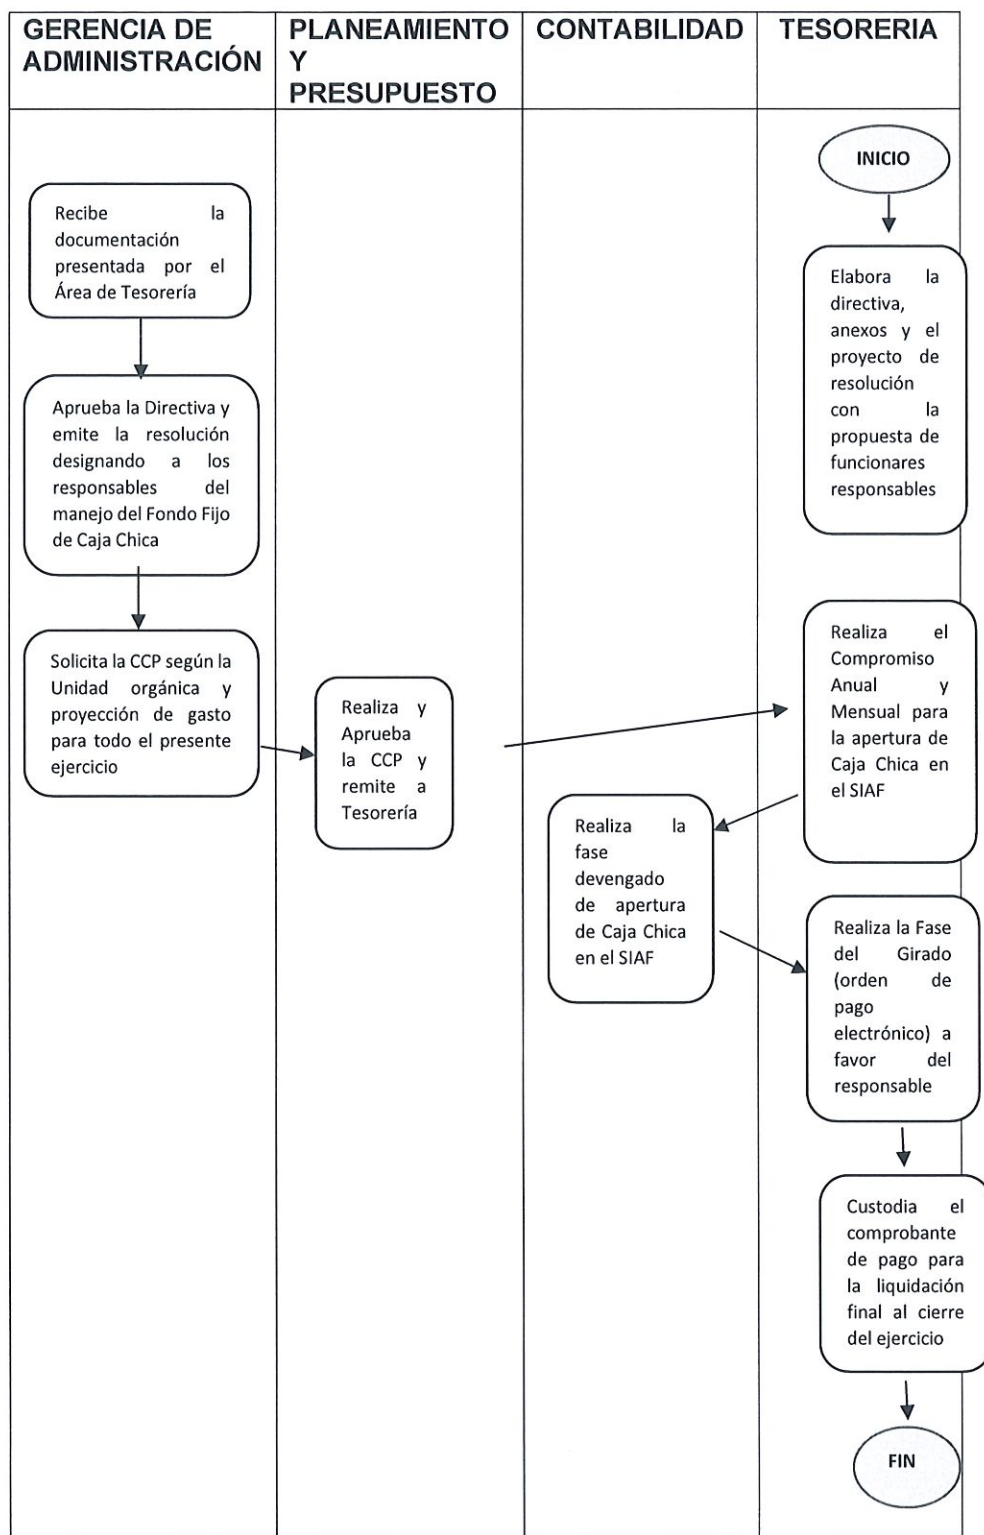 GERENCIA DE
ADMINISTRACIÓN
PLANEAMIENTO
Y
PRESUPUESTO
CONTABILIDAD
TESORERIA
INICIO
Recibe la
documentación
presentada por el
Área de Tesorería
Elabora la
directiva,
anexos y el
proyecto de
resolución
con la
propuesta de
funcionares
responsables
Aprueba la Directiva y
emite la resolución
designando a los
responsables del
manejo del Fondo Fijo
de Caja Chica
Solicita la CCP según la
Unidad orgánica y
proyección de gasto
para todo el presente
ejercicio
Realiza y
Aprueba
la CCP y
remite a
Tesorería
Realiza el
Compromiso
Anual y
Mensual para
la apertura de
Caja Chica en
el SIAF
Realiza la
fase
devengado
de apertura
de Caja Chica
en el SIAF
Realiza la Fase
del Girado
(orden de
pago
electrónico) a
favor del
responsable
Custodia el
comprobante
de pago para
la liquidación
final al cierre
del ejercicio
FIN